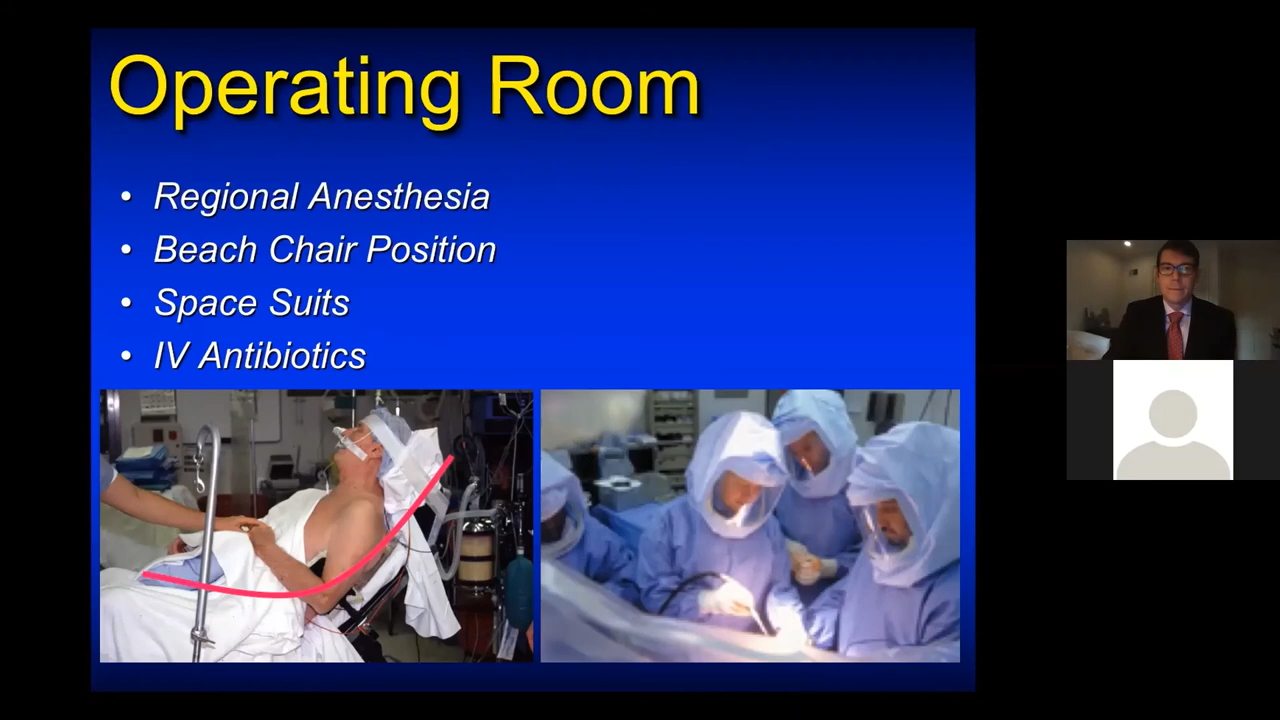 Operating Room
• Regional Anesthesia
• Beach Chair Position
• Space Suits
• IV Antibiotics